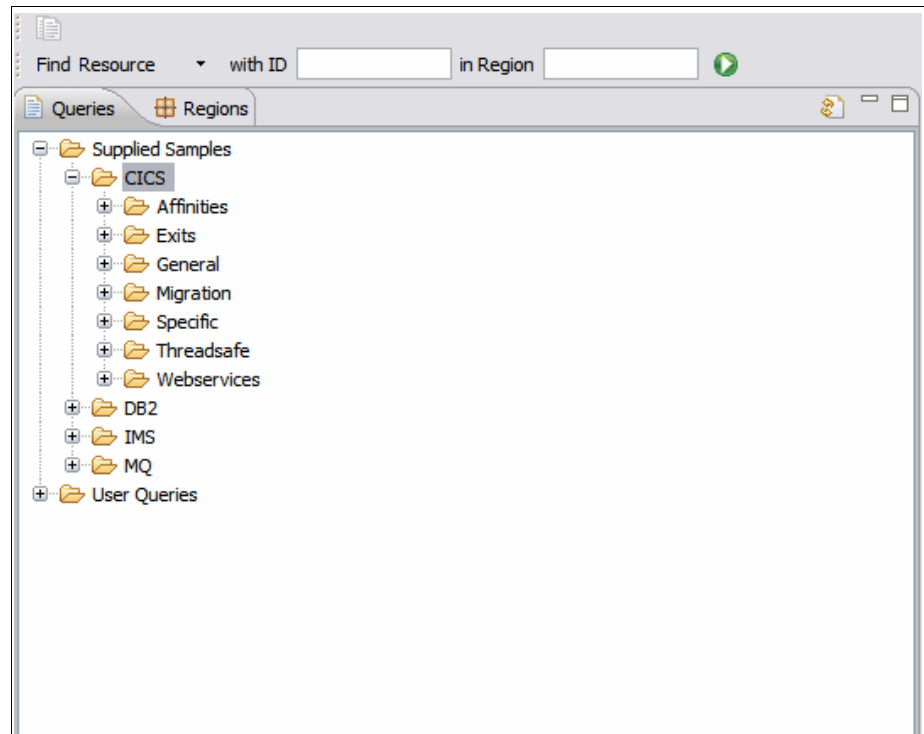 Find Resource with ID in Region
Queries Regions
Supplied Samples
CICS
Affinities
Exits
General
Migration
Specific
Threadsafe
Webservices
DB2
IMS
MQ
User Queries